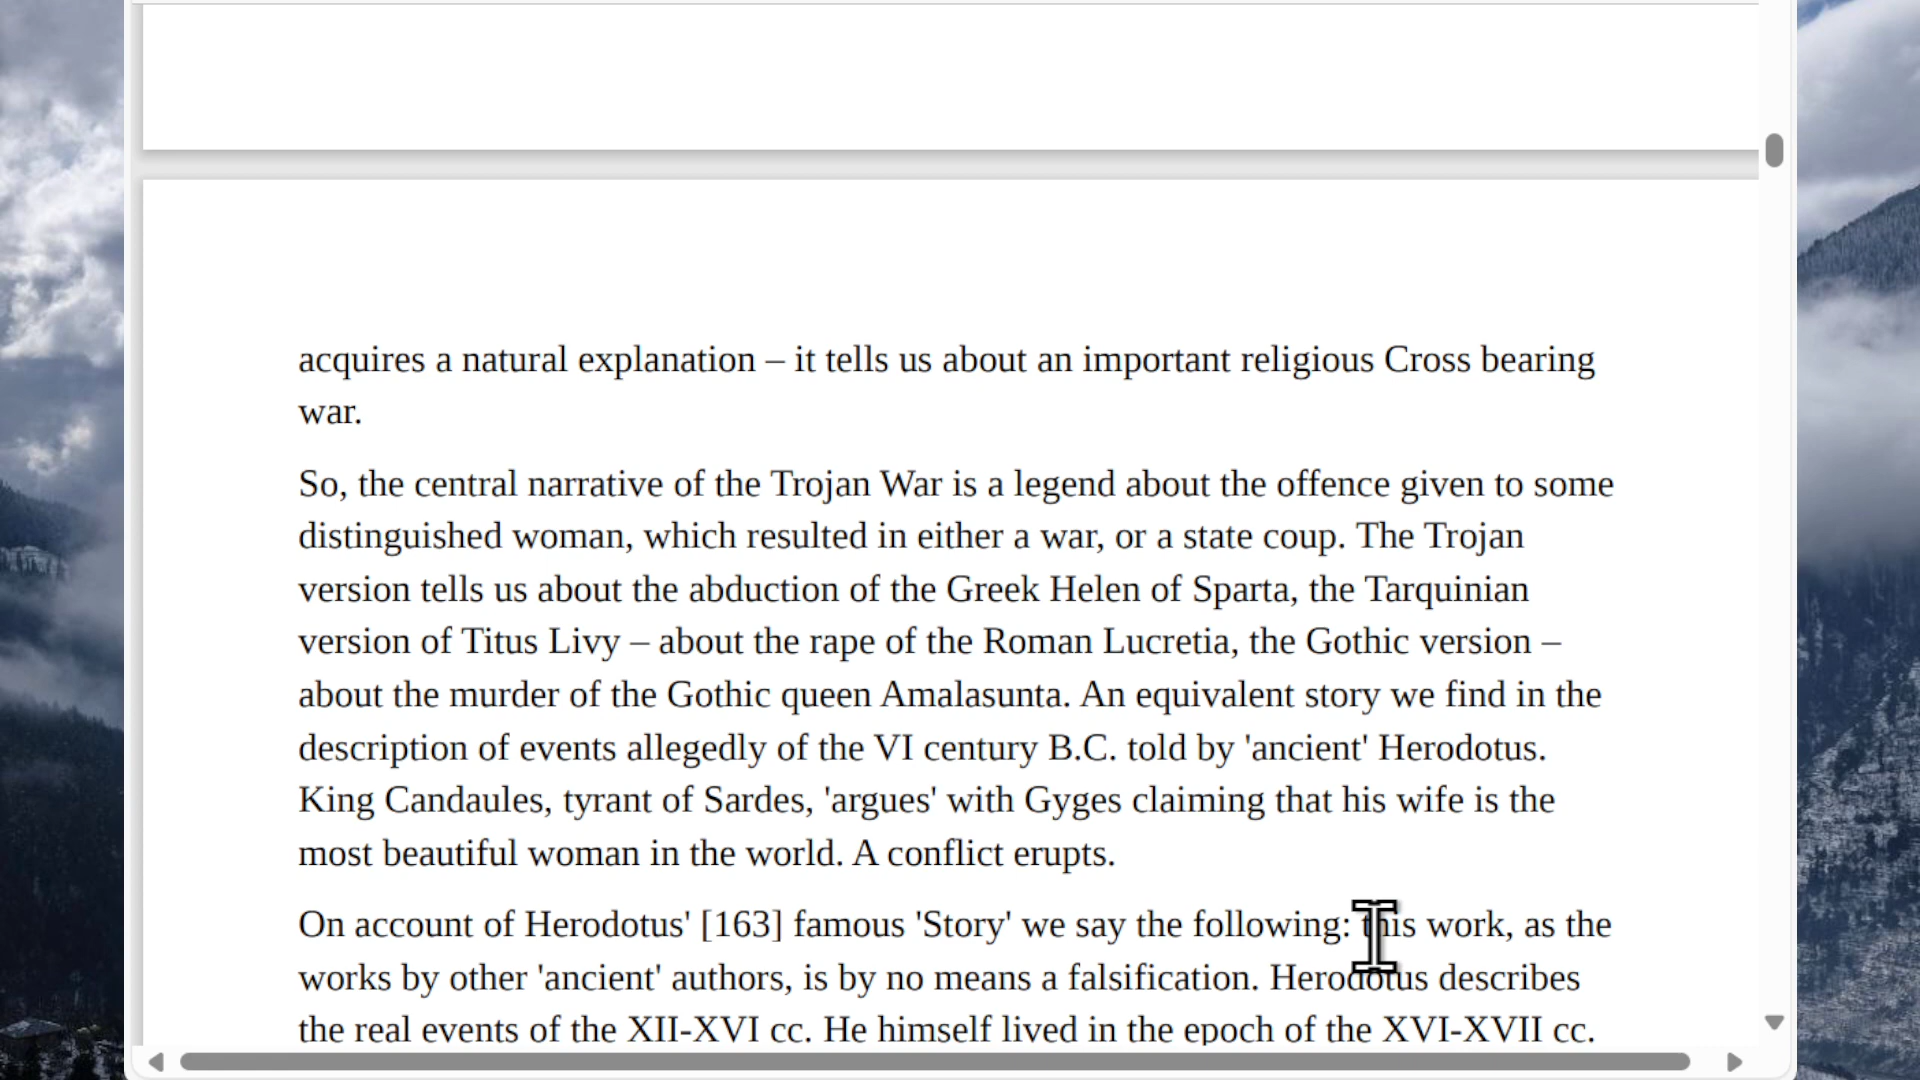 acquires a natural explanation – it tells us about an important religious Cross bearing
war.
So, the central narrative of the Trojan War is a legend about the offence given to some
distinguished woman, which resulted in either a war, or a state coup. The Trojan
version tells us about the abduction of the Greek Helen of Sparta, the Tarquinian
version of Titus Livy – about the rape of the Roman Lucretia, the Gothic version –
about the murder of the Gothic queen Amalasunta. An equivalent story we find in the
description of events allegedly of the VI century B.C. told by 'ancient' Herodotus.
King Candaules, tyrant of Sardes, 'argues' with Gyges claiming that his wife is the
most beautiful woman in the world. A conflict erupts.
On account of Herodotus' [163] famous 'Story' we say the following: this work, as the
works by other 'ancient' authors, is by no means a falsification. Herodotus describes
the real events of the XII-XVI cc. He himself lived in the epoch of the XVI-XVII cc.